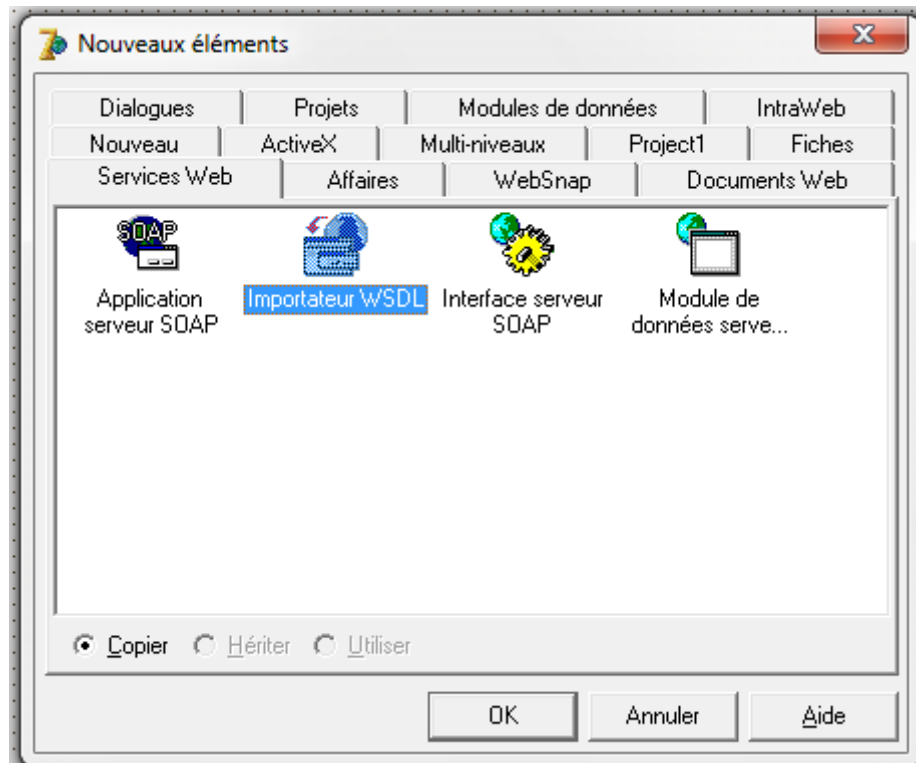 Nouveaux éléments
Dialogues Projets Modules de données IntraWeb
Nouveau ActiveX Multi-niveaux Project1 Fiches
Services Web Affaires WebSnap Documents Web
SOAP
Application serveur SOAP
Importateur WSDL
Interface serveur SOAP
Module de données serve...
Copier Hériter Utiliser
OK Annuler Aide